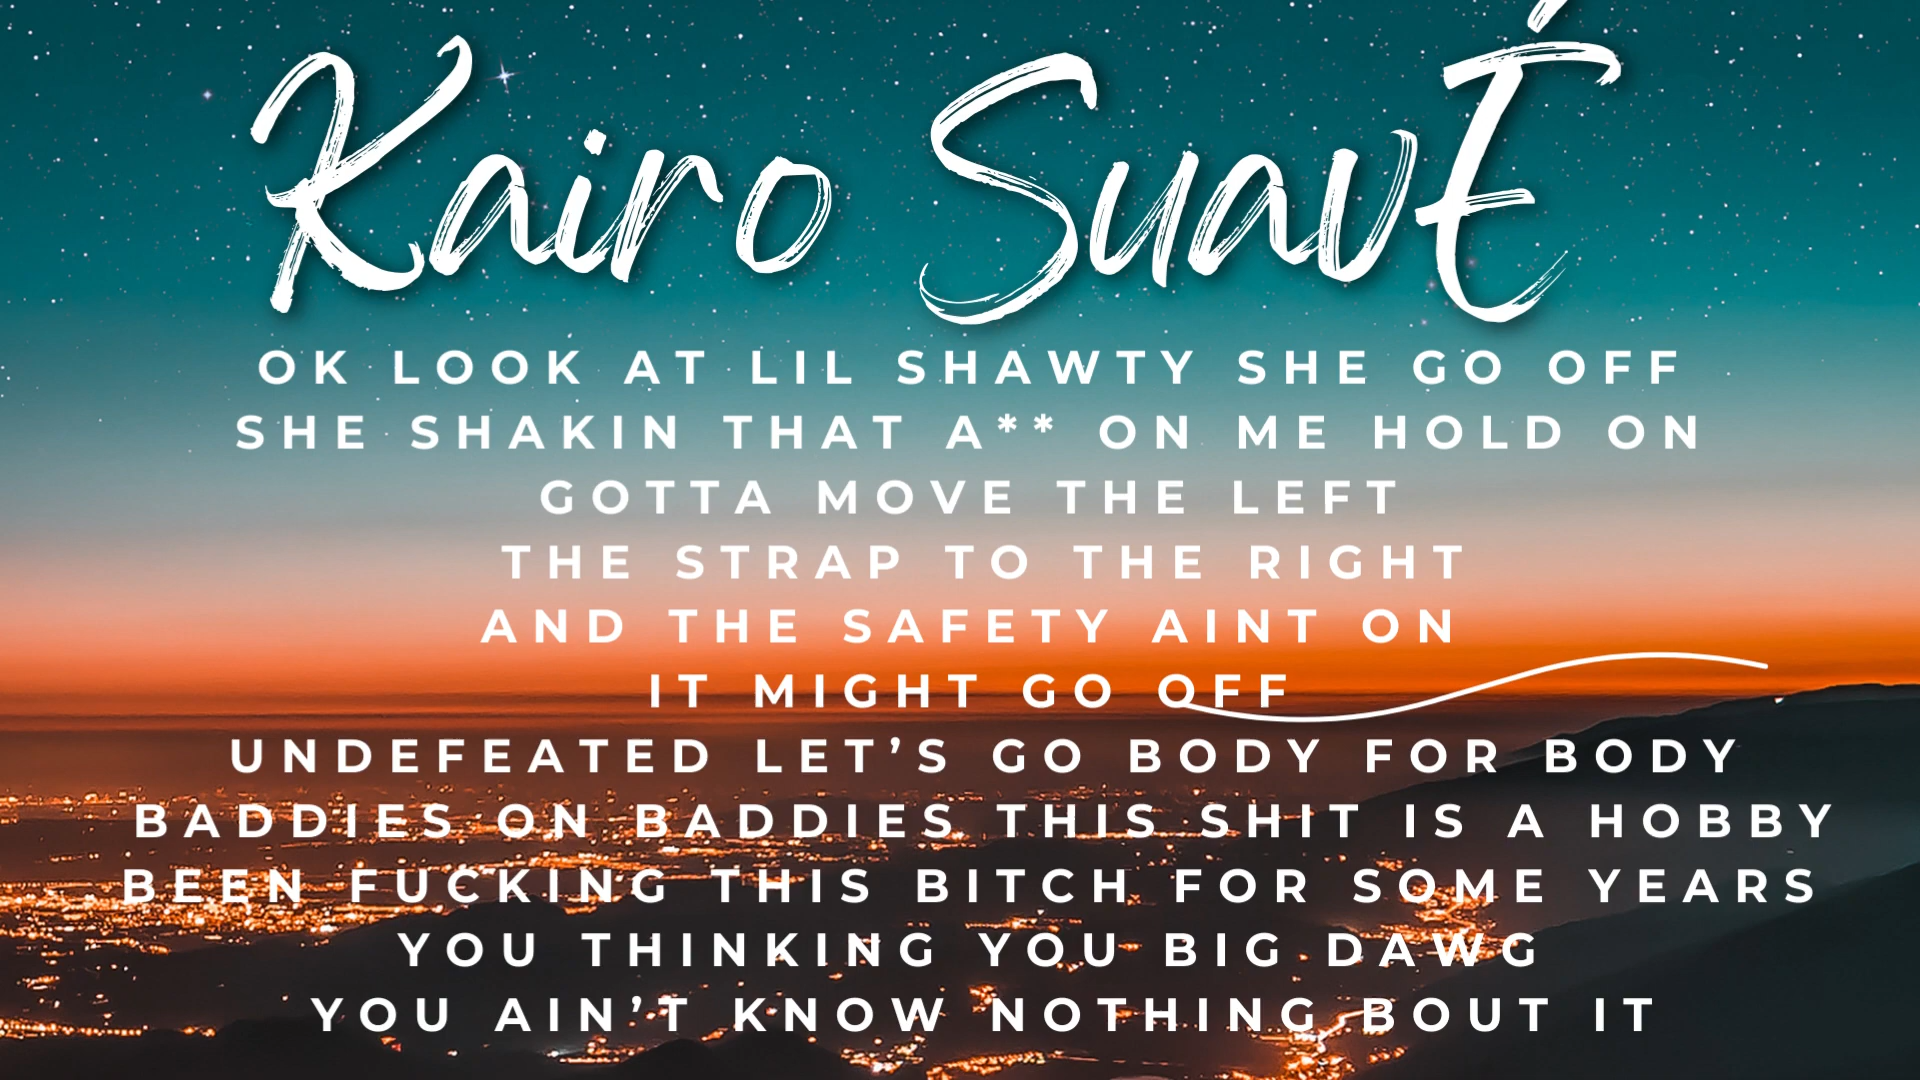 Kairo SuavÉ
OK LOOK AT LIL SHAWTY SHE GO OFF
SHE SHAKIN THAT A** ON ME HOLD ON
GOTTA MOVE THE LEFT
THE STRAP TO THE RIGHT
AND THE SAFETY AINT ON
IT MIGHT GO OFF
UNDEFEATED LET’S GO BODY FOR BODY
BADDIES ON BADDIES THIS SHIT IS A HOBBY
BEEN FUCKING THIS BITCH FOR SOME YEARS
YOU THINKING YOU BIG DAWG
YOU AIN’T KNOW NOTHING BOUT IT